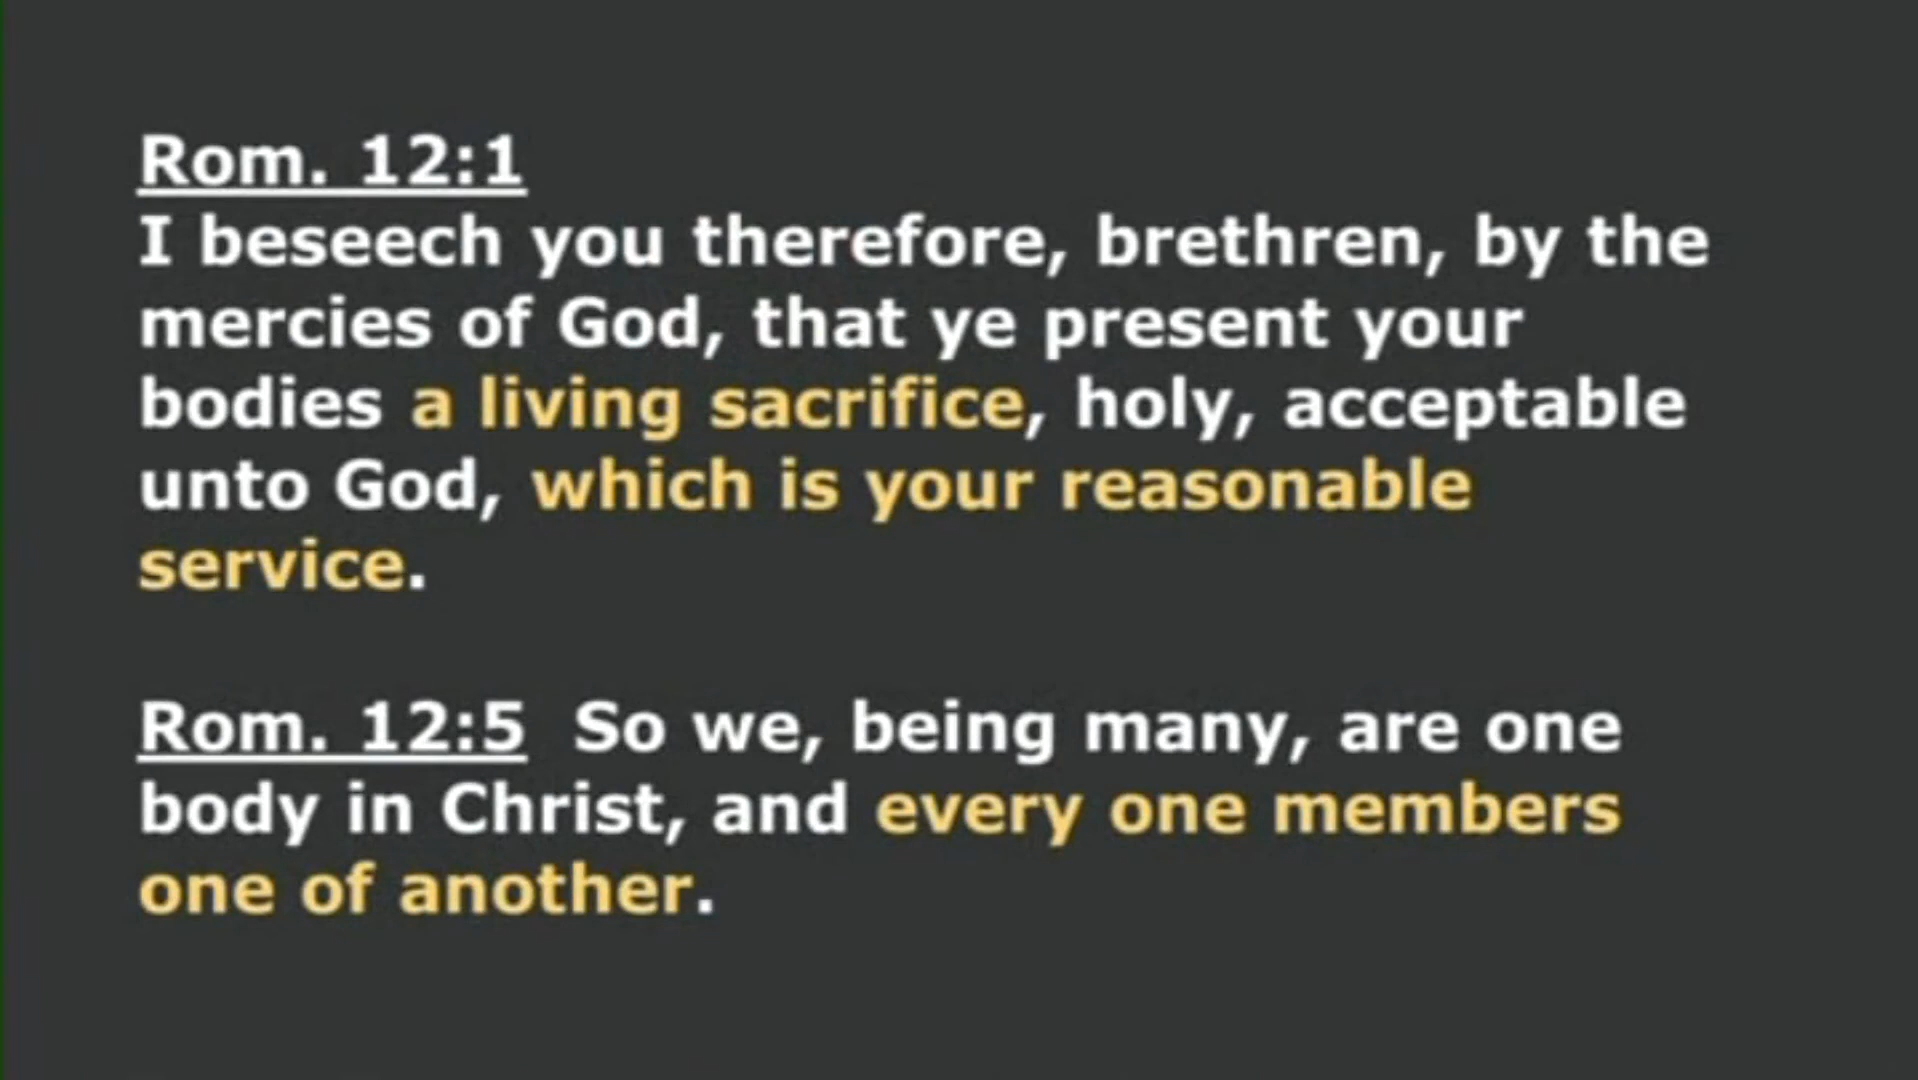 Rom. 12:1
I beseech you therefore, brethren, by the
mercies of God, that ye present your
bodies a living sacrifice, holy, acceptable
unto God, which is your reasonable
service.
Rom. 12:5 So we, being many, are one
body in Christ, and every one members
one of another.